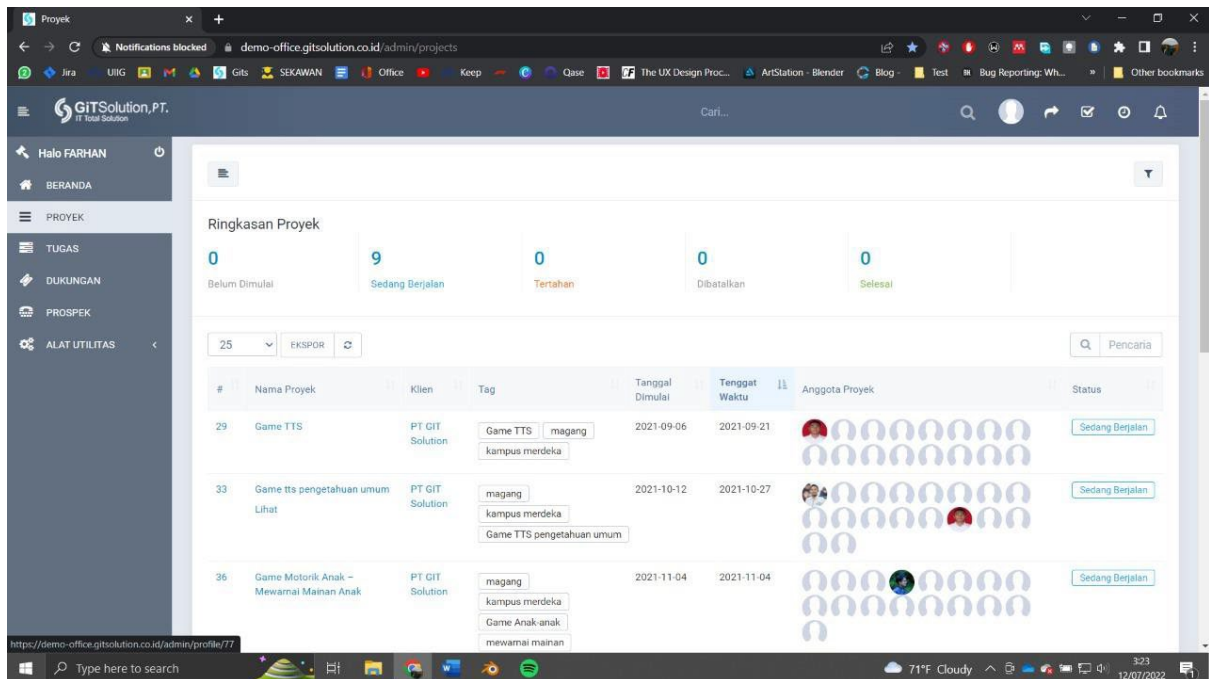 Proyek
Notifications blocked demo-office.gitsolution.co.id/admin/projects
Jira UIIG Gits SEKAWAN Office Keep Qase The UX Design Proc... ArtStation - Blender Blog - Test Bug Reporting: Wh... » Other bookmarks
GiTSolution,PT.
IT Total Solution
Cari...
Halo FARHAN
BERANDA
PROYEK
TUGAS
DUKUNGAN
PROSPEK
ALAT UTILITAS
Ringkasan Proyek
0 9 0 0 0
Belum Dimulai Sedang Berjalan Tertahan Dibatalkan Selesai
25 EKSPOR Pencaria
# Nama Proyek Klien Tag Tanggal Dimulai Tenggat Waktu Anggota Proyek Status
29 Game TTS PT GIT Solution Game TTS magang 2021-09-06 2021-09-21 Sedang Berjalan
kampus merdeka
33 Game tts pengetahuan umum PT GIT Solution magang 2021-10-12 2021-10-27 Sedang Berjalan
Lihat kampus merdeka
Game TTS pengetahuan umum
36 Game Motorik Anak – PT GIT Solution magang 2021-11-04 2021-11-04 Sedang Berjalan
Mewarnai Mainan Anak kampus merdeka
Game Anak-anak
mewarnai mainan
https://demo-office.gitsolution.co.id/admin/profile/77
Type here to search 71°F Cloudy 3:23
12/07/2022